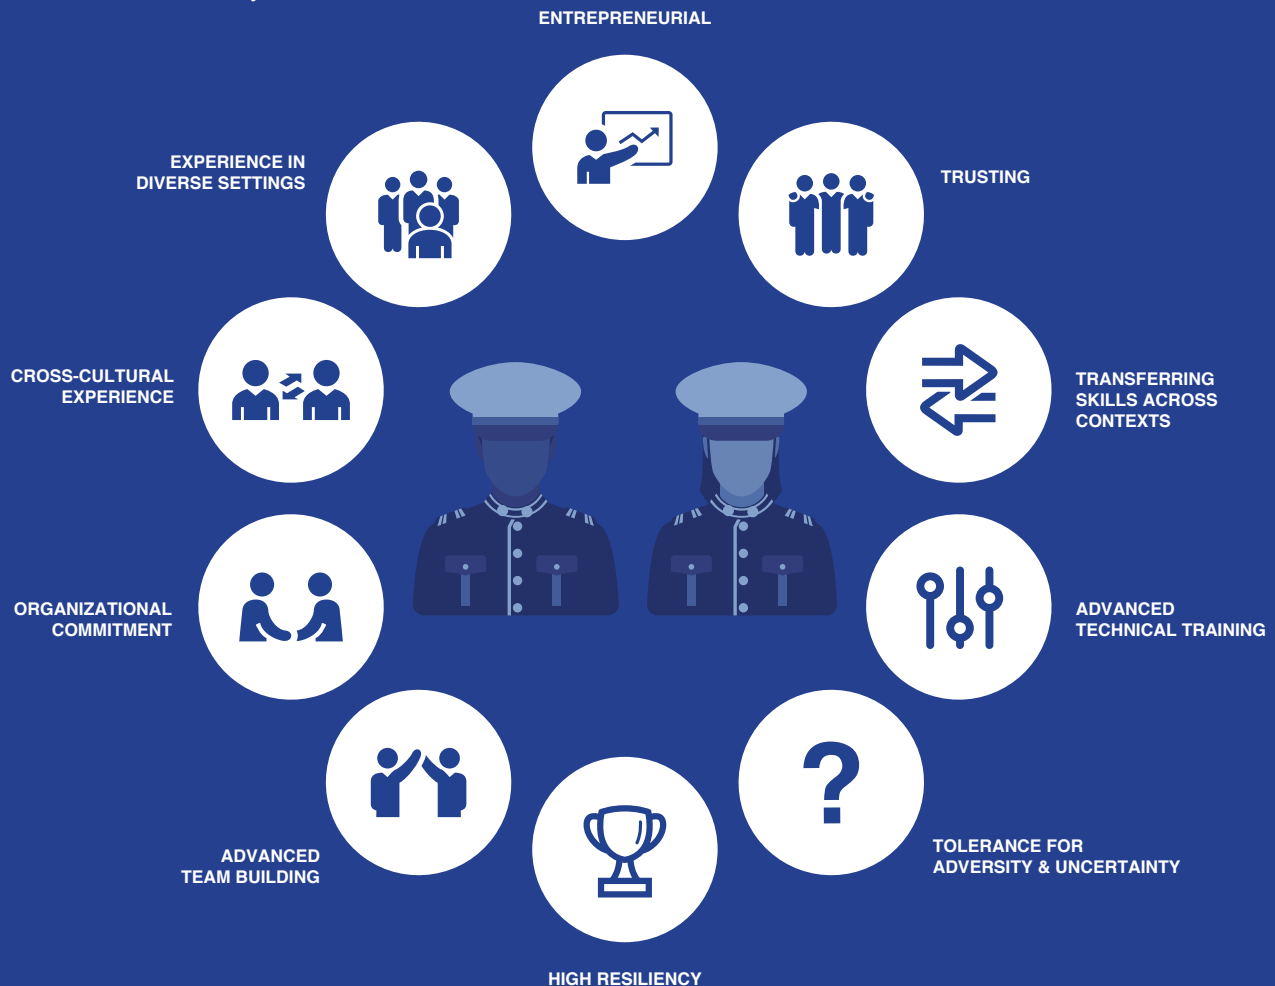 ENTREPRENEURIAL
TRUSTING
TRANSFERRING
SKILLS ACROSS
CONTEXTS
ADVANCED
TECHNICAL TRAINING
TOLERANCE FOR
ADVERSITY & UNCERTAINTY
HIGH RESILIENCY
ADVANCED
TEAM BUILDING
ORGANIZATIONAL
COMMITMENT
CROSS-CULTURAL
EXPERIENCE
EXPERIENCE IN
DIVERSE SETTINGS
?